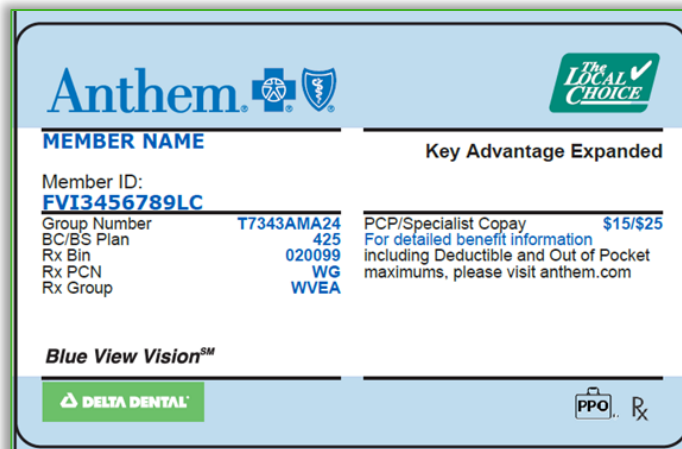 Anthem
The LOCAL CHOICE
MEMBER NAME
Key Advantage Expanded
Member ID:
FVI3456789LC
Group Number T7343AMA24
BC/BS Plan 425
Rx Bin 020099
Rx PCN WG
Rx Group WVEA
PCP/Specialist Copay $15/$25
For detailed benefit information
including Deductible and Out of Pocket
maximums, please visit anthem.com
Blue View Vision℠
DELTA DENTAL
PPO
Rx